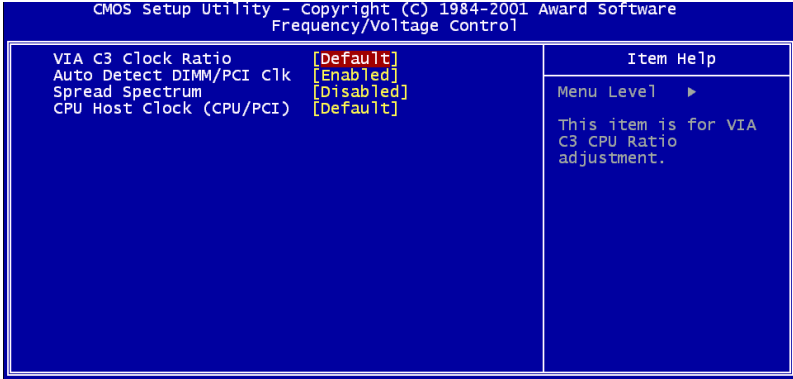 CMOS Setup Utility - Copyright (C) 1984-2001 Award Software
Frequency/Voltage Control
VIA C3 Clock Ratio [Default]
Auto Detect DIMM/PCI Clk [Enabled]
Spread Spectrum [Disabled]
CPU Host Clock (CPU/PCI) [Default]
Item Help
Menu Level ▶
This item is for VIA
C3 CPU Ratio
adjustment.